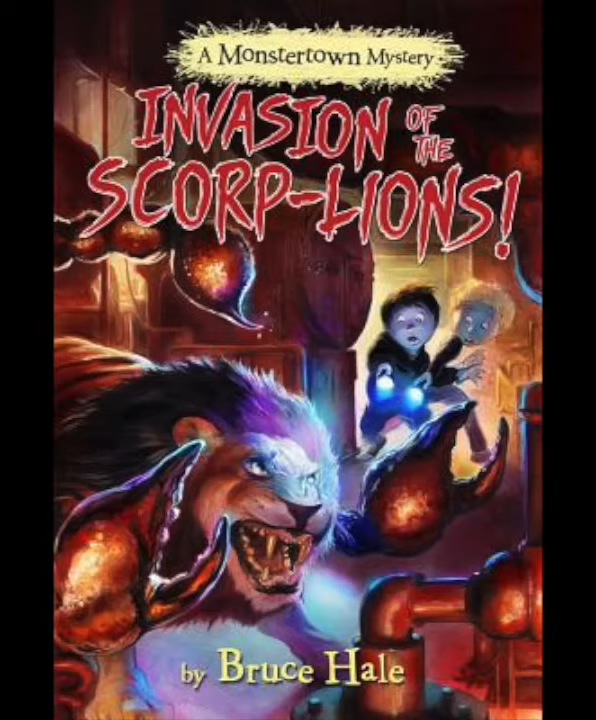 A Monstertown Mystery
INVASION OF
THE
SCORP-LIONS!
by Bruce Hale